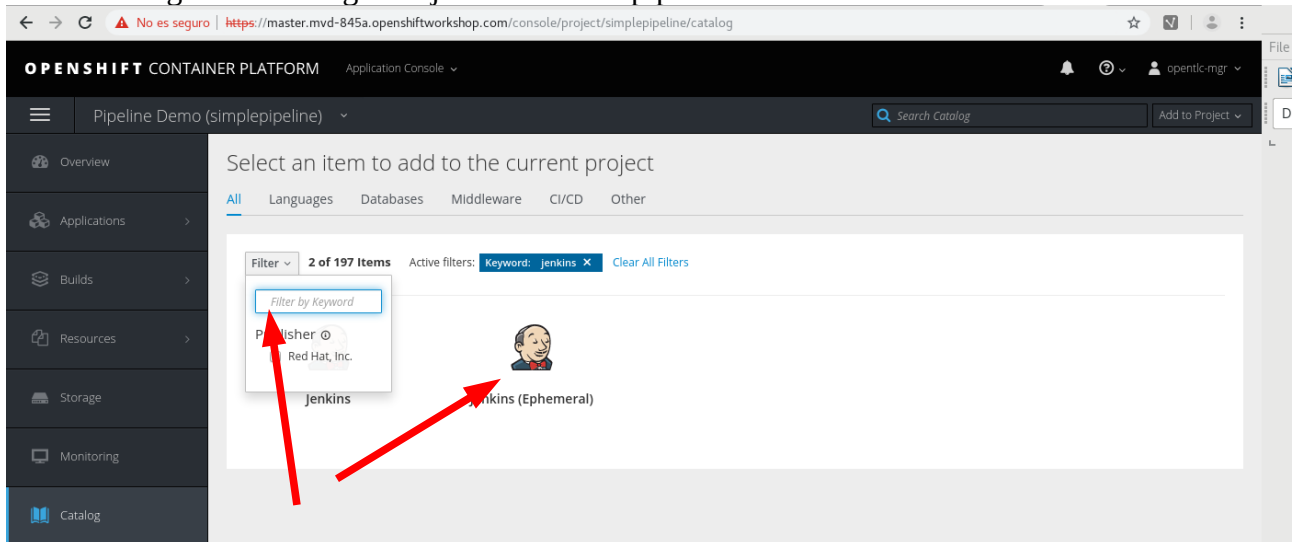 No es seguro | https://master.mvd-845a.openshiftworkshop.com/console/project/simplepipeline/catalog
File
OPENSHIFT CONTAINER PLATFORM Application Console
opentlc-mgr
Pipeline Demo (simplepipeline)
Search Catalog
Add to Project
D
Overview
Applications
Builds
Resources
Storage
Monitoring
Catalog
Select an item to add to the current project
All Languages Databases Middleware CI/CD Other
Filter 2 of 197 Items Active filters: Keyword: jenkins Clear All Filters
Filter by Keyword
Publisher
Red Hat, Inc.
Jenkins
Jenkins (Ephemeral)